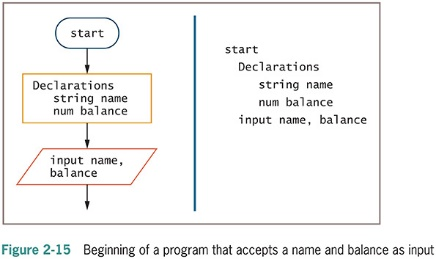 start
Declarations
string name
num balance
input name,
balance
start
Declarations
string name
num balance
input name, balance
Figure 2-15 Beginning of a program that accepts a name and balance as input